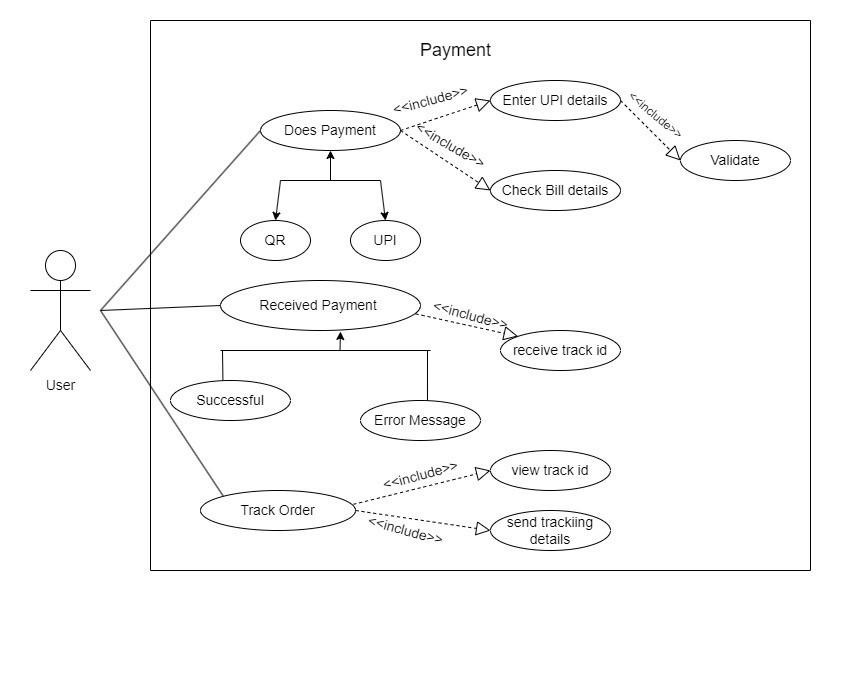 Payment
<<include>>
Enter UPI details
<<include>>
Does Payment
<<include>>
Validate
Check Bill details
QR
UPI
Received Payment
<<include>>
receive track id
User
Successful
Error Message
<<include>>
view track id
Track Order
<<include>>
send trackiing
details